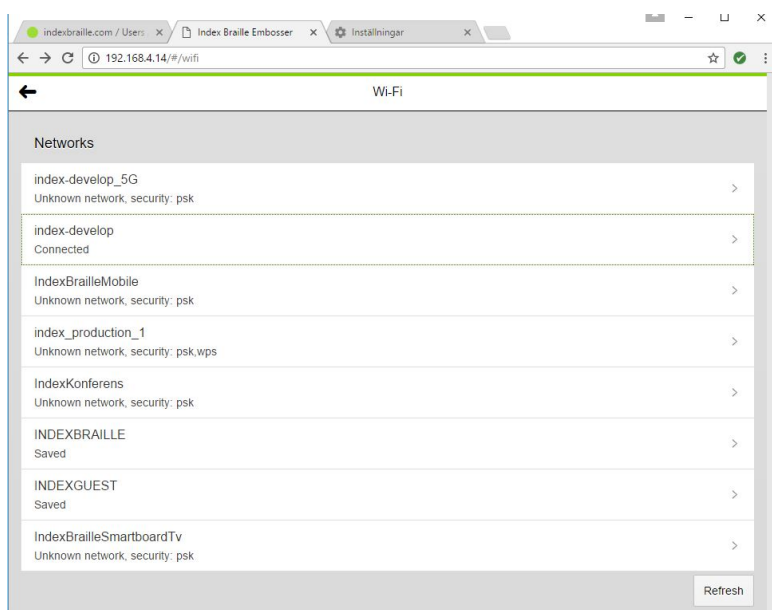 indexbraille.com / Users
Index Braille Embosser
Inställningar
192.168.4.14/#/wifi
Wi-Fi
Networks
index-develop_5G
Unknown network, security: psk
index-develop
Connected
IndexBrailleMobile
Unknown network, security: psk
index_production_1
Unknown network, security: psk,wps
IndexKonferens
Unknown network, security: psk
INDEXBRAILLE
Saved
INDEXGUEST
Saved
IndexBrailleSmartboardTv
Unknown network, security: psk
Refresh